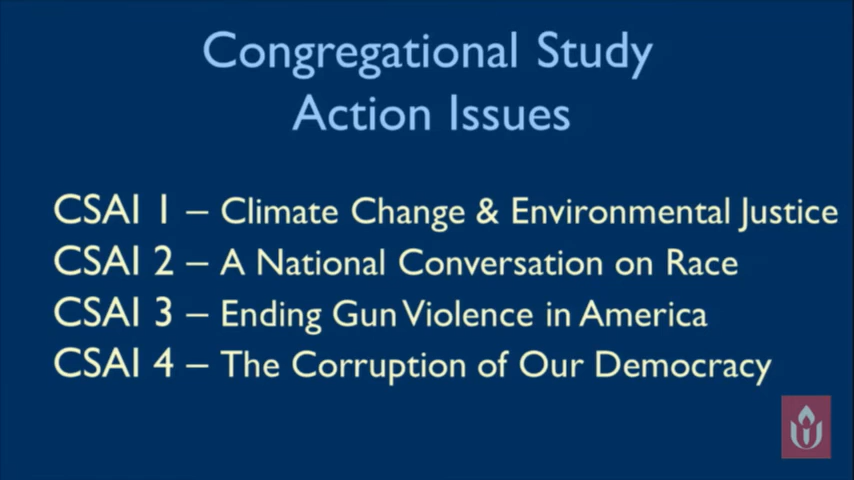 Congregational Study
Action Issues
CSAI 1 – Climate Change & Environmental Justice
CSAI 2 – A National Conversation on Race
CSAI 3 – Ending Gun Violence in America
CSAI 4 – The Corruption of Our Democracy